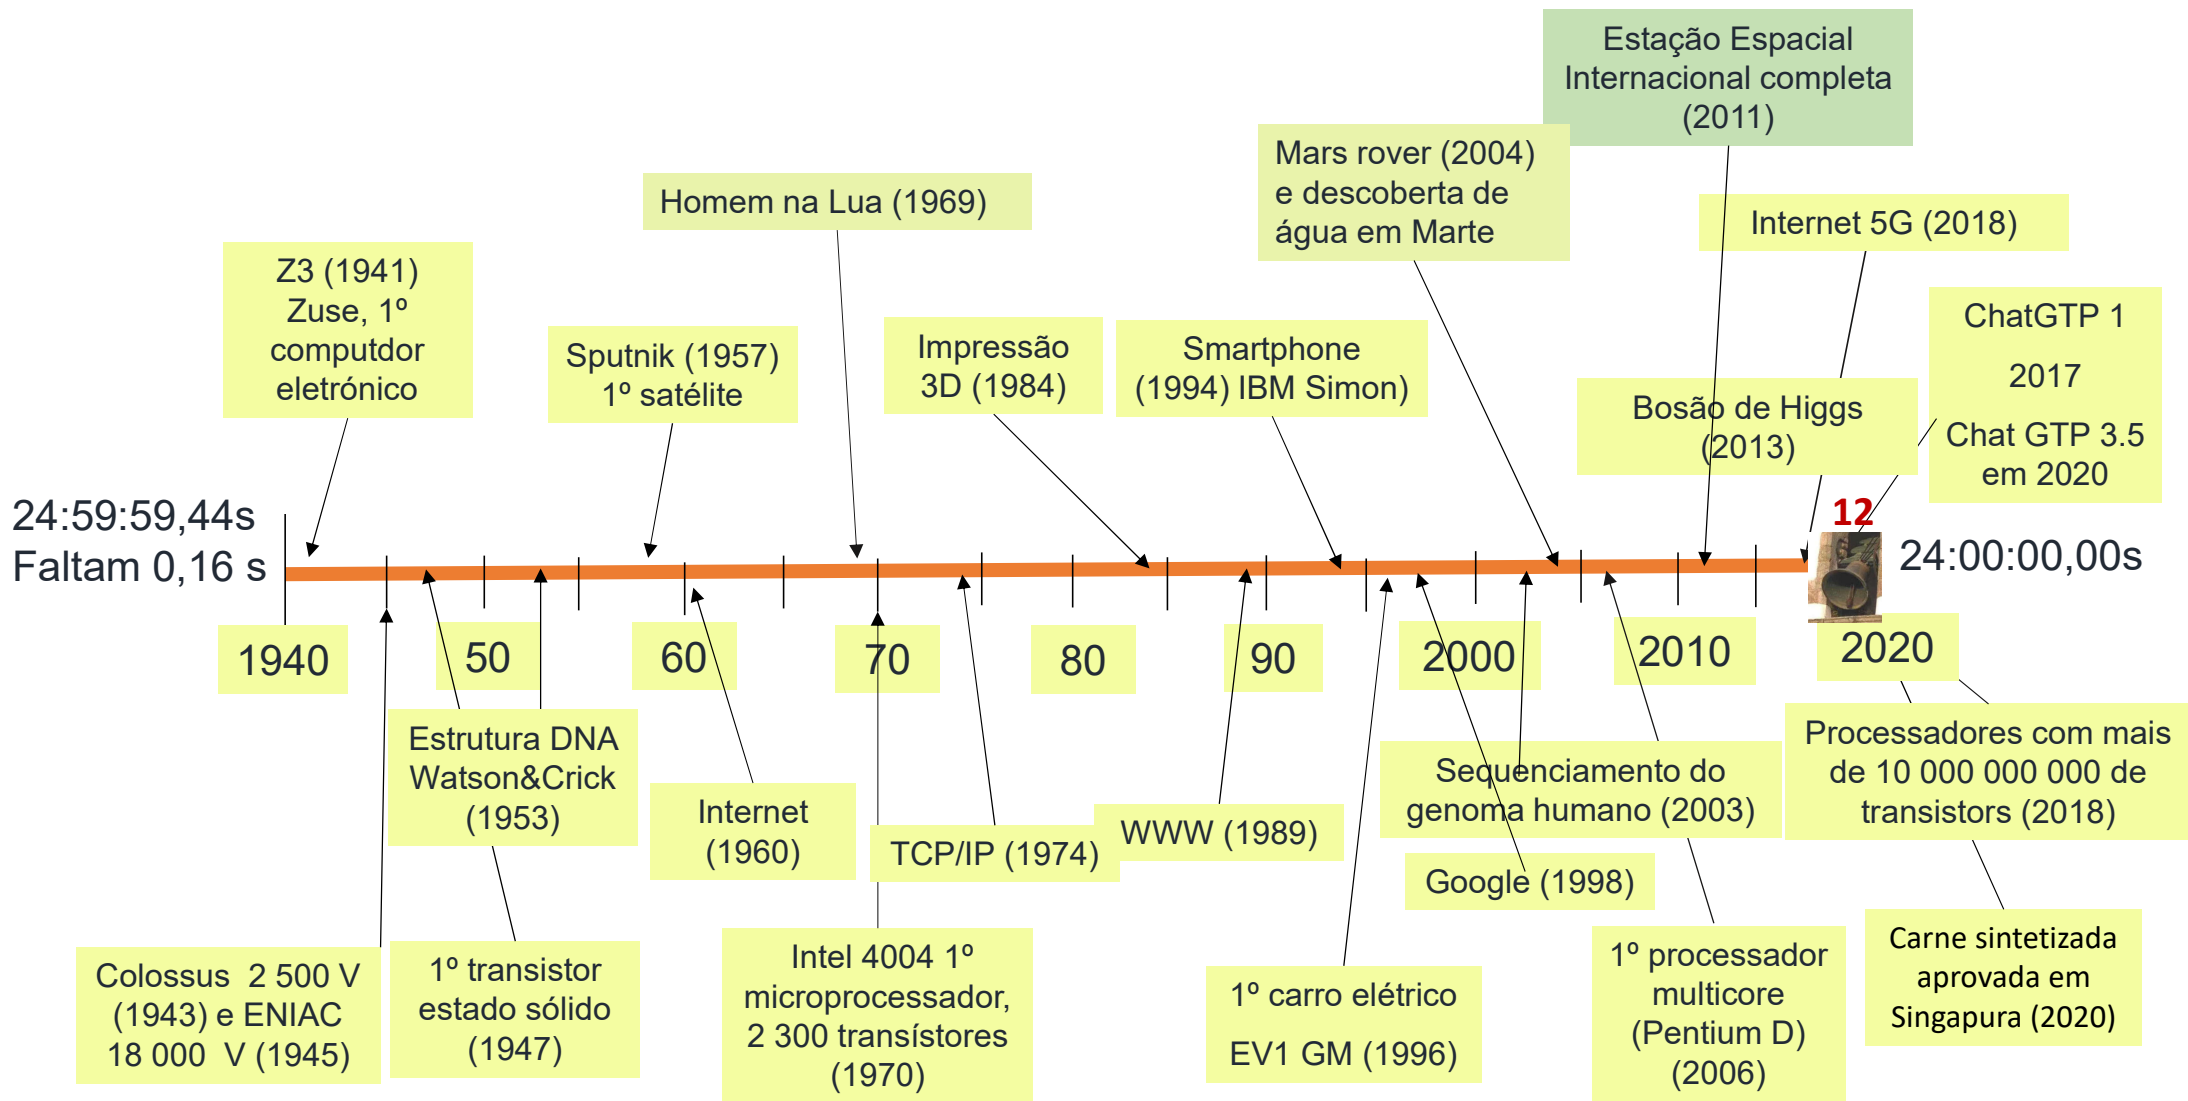 Estação Espacial
Internacional completa
(2011)
Mars rover (2004)
e descoberta de
água em Marte
Homem na Lua (1969)
Internet 5G (2018)
Z3 (1941)
Zuse, 1º
computdor
eletrónico
Sputnik (1957)
1º satélite
Impressão
3D (1984)
Smartphone
(1994) IBM Simon)
ChatGTP 1
2017
Chat GTP 3.5
em 2020
Bosão de Higgs
(2013)
24:59:59,44s
Faltam 0,16 s
12
24:00:00,00s
1940
50
60
70
80
90
2000
2010
2020
Estrutura DNA
Watson&Crick
(1953)
Internet
(1960)
TCP/IP (1974)
WWW (1989)
Sequenciamento do
genoma humano (2003)
Processadores com mais
de 10 000 000 000 de
transistors (2018)
Google (1998)
Colossus  2 500 V
(1943) e ENIAC
18 000  V (1945)
1º transistor
estado sólido
(1947)
Intel 4004 1º
microprocessador,
2 300 transístores
(1970)
1º carro elétrico
EV1 GM (1996)
1º processador
multicore
(Pentium D)
(2006)
Carne sintetizada
aprovada em
Singapura (2020)